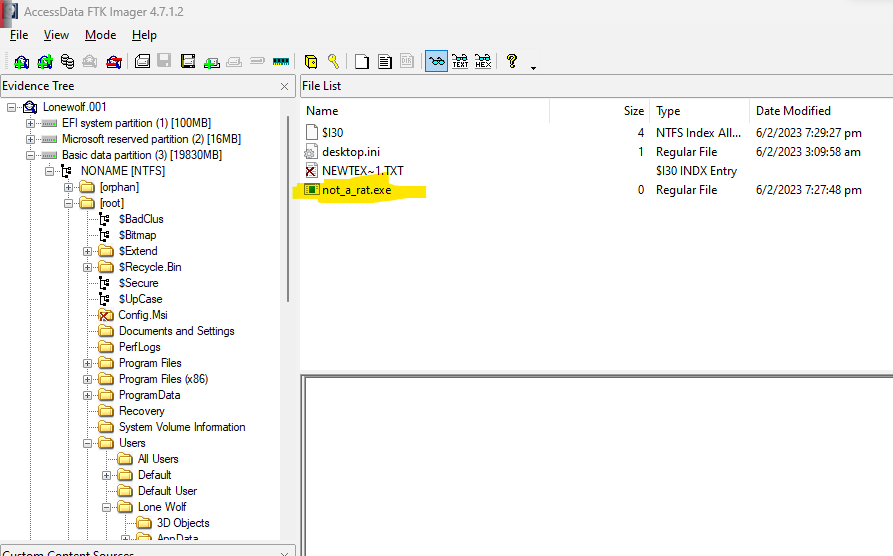 AccessData FTK Imager 4.7.1.2
File View Mode Help
TEXT HEX ?
Evidence Tree
Lonewolf.001
EFI system partition (1) [100MB]
Microsoft reserved partition (2) [16MB]
Basic data partition (3) [19830MB]
NONAME [NTFS]
[orphan]
[root]
$BadClus
$Bitmap
$Extend
$Recycle.Bin
$Secure
$UpCase
Config.Msi
Documents and Settings
PerfLogs
Program Files
Program Files (x86)
ProgramData
Recovery
System Volume Information
Users
All Users
Default
Default User
Lone Wolf
3D Objects
AppData
Custom Content Sources
File List
Name Size Type Date Modified
$I30 4 NTFS Index All... 6/2/2023 7:29:27 pm
desktop.ini 1 Regular File 6/2/2023 3:09:58 am
NEWTEX~1.TXT $I30 INDX Entry
not_a_rat.exe 0 Regular File 6/2/2023 7:27:48 pm